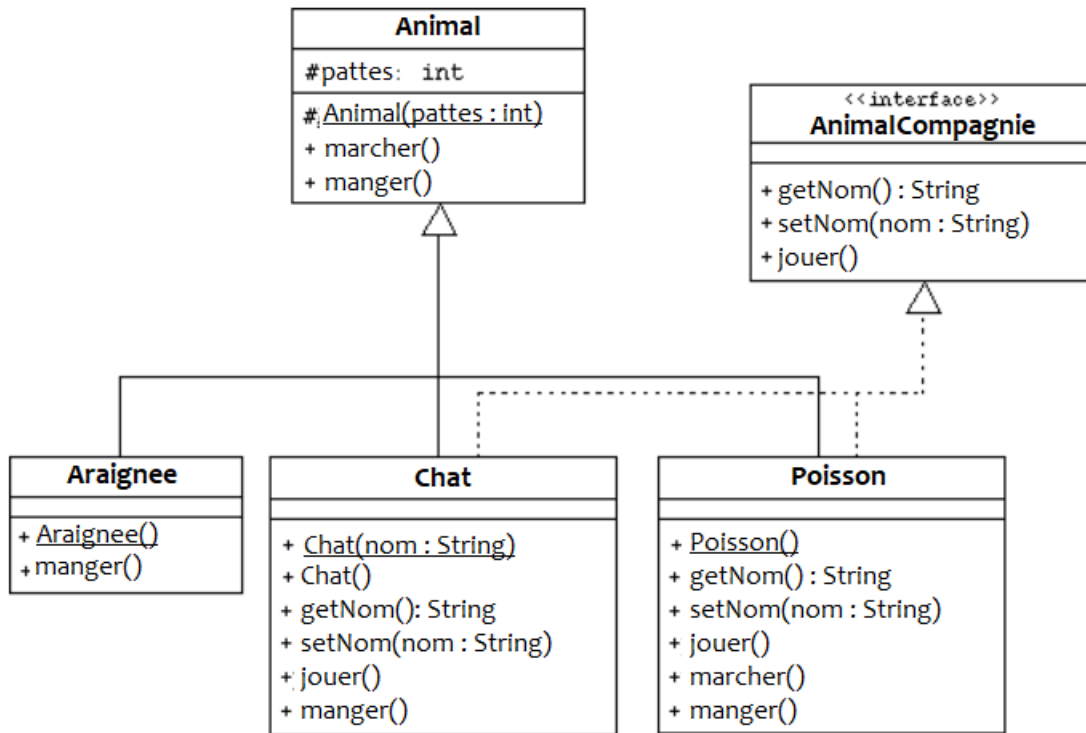 Animal
#pattes: int
# Animal(pattes : int)
+ marcher()
+ manger()
<<interface>>
AnimalCompagnie
+ getNom() : String
+ setNom(nom : String)
+ jouer()
Araignee
+ Araignee()
+ manger()
Chat
+ Chat(nom : String)
+ Chat()
+ getNom(): String
+ setNom(nom : String)
+ jouer()
+ manger()
Poisson
+ Poisson()
+ getNom() : String
+ setNom(nom : String)
+ jouer()
+ marcher()
+ manger()